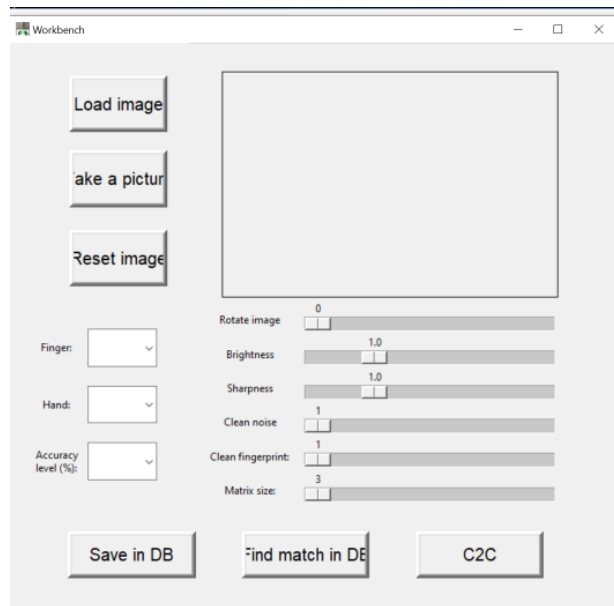 Workbench
Load image
ake a pictur
Reset image
0
Rotate image
1.0
Brightness
1.0
Sharpness
1
Clean noise
1
Clean fingerprint:
3
Matrix size:
Finger:
Hand:
Accuracy
level (%):
Save in DB
Find match in DB
C2C